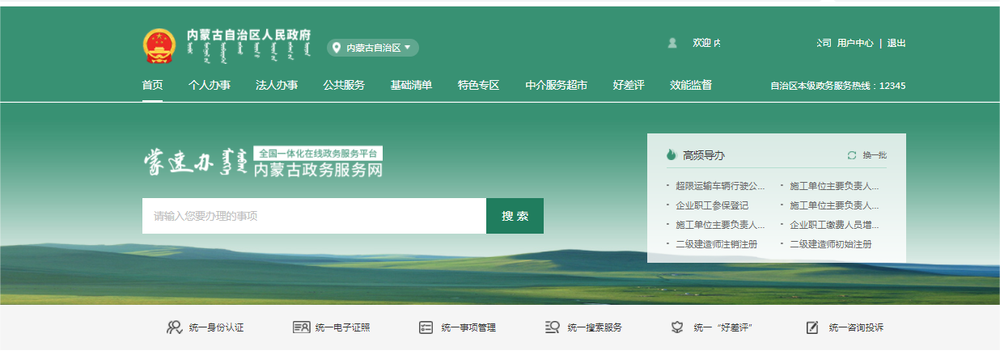 内蒙古自治区人民政府
内蒙古自治区
欢迎 内
公司 用户中心 | 退出
首页 个人办事 法人办事 公共服务 基础清单 特色专区 中介服务超市 好差评 效能监督 自治区本级政务服务热线：12345
蒙速办
全国一体化在线政务服务平台
内蒙古政务服务网
请输入您要办理的事项 搜 索
高频导办 换一批
· 超限运输车辆行驶公... · 施工单位主要负责人...
· 企业职工参保登记 · 施工单位主要负责人...
· 施工单位主要负责人... · 企业职工缴费人员增...
· 二级建造师注销注册 · 二级建造师初始注册
统一身份认证 统一电子证照 统一事项管理 统一搜索服务 统一“好差评” 统一咨询投诉